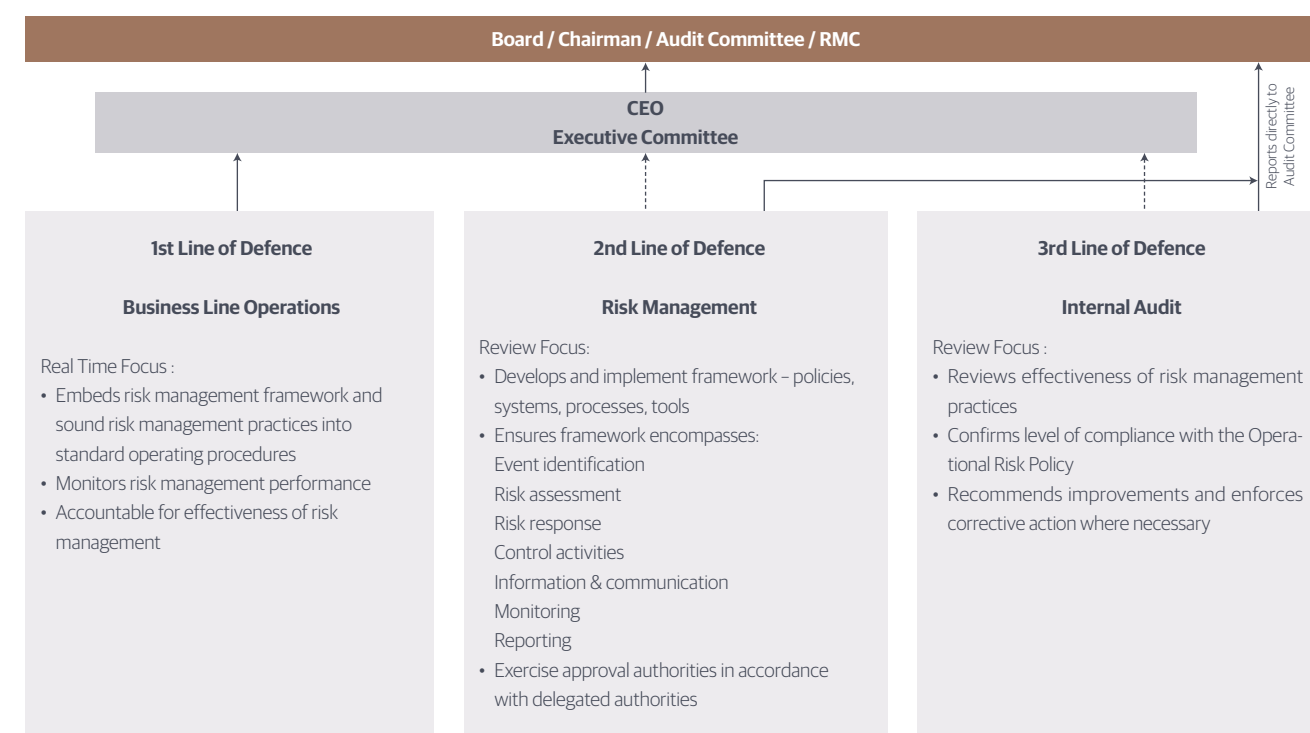 Board / Chairman / Audit Committee / RMC
CEO
Executive Committee
Reports directly to
Audit Committee
1st Line of Defence
Business Line Operations
Real Time Focus :
• Embeds risk management framework and
sound risk management practices into
standard operating procedures
• Monitors risk management performance
• Accountable for effectiveness of risk
management
2nd Line of Defence
Risk Management
Review Focus:
• Develops and implement framework – policies,
systems, processes, tools
• Ensures framework encompasses:
Event identification
Risk assessment
Risk response
Control activities
Information & communication
Monitoring
Reporting
• Exercise approval authorities in accordance
with delegated authorities
3rd Line of Defence
Internal Audit
Review Focus :
• Reviews effectiveness of risk management
practices
• Confirms level of compliance with the Opera-
tional Risk Policy
• Recommends improvements and enforces
corrective action where necessary